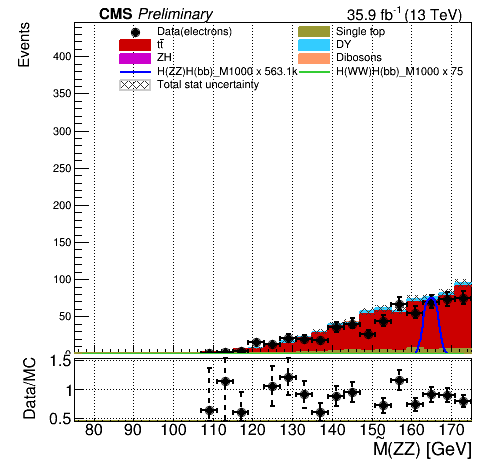 CMS Preliminary 35.9 fb⁻¹ (13 TeV)
Events
Data(electrons) Single top
tt̄ DY
ZH Dibosons
H(ZZ)H(bb)_M1000 x 563.1k H(WW)H(bb)_M1000 x 75
Total stat uncertainty
400
350
300
250
200
150
100
50
0
Data/MC
1.5
1
0.5
80 90 100 110 120 130 140 150 160 170
M̃(ZZ) [GeV]